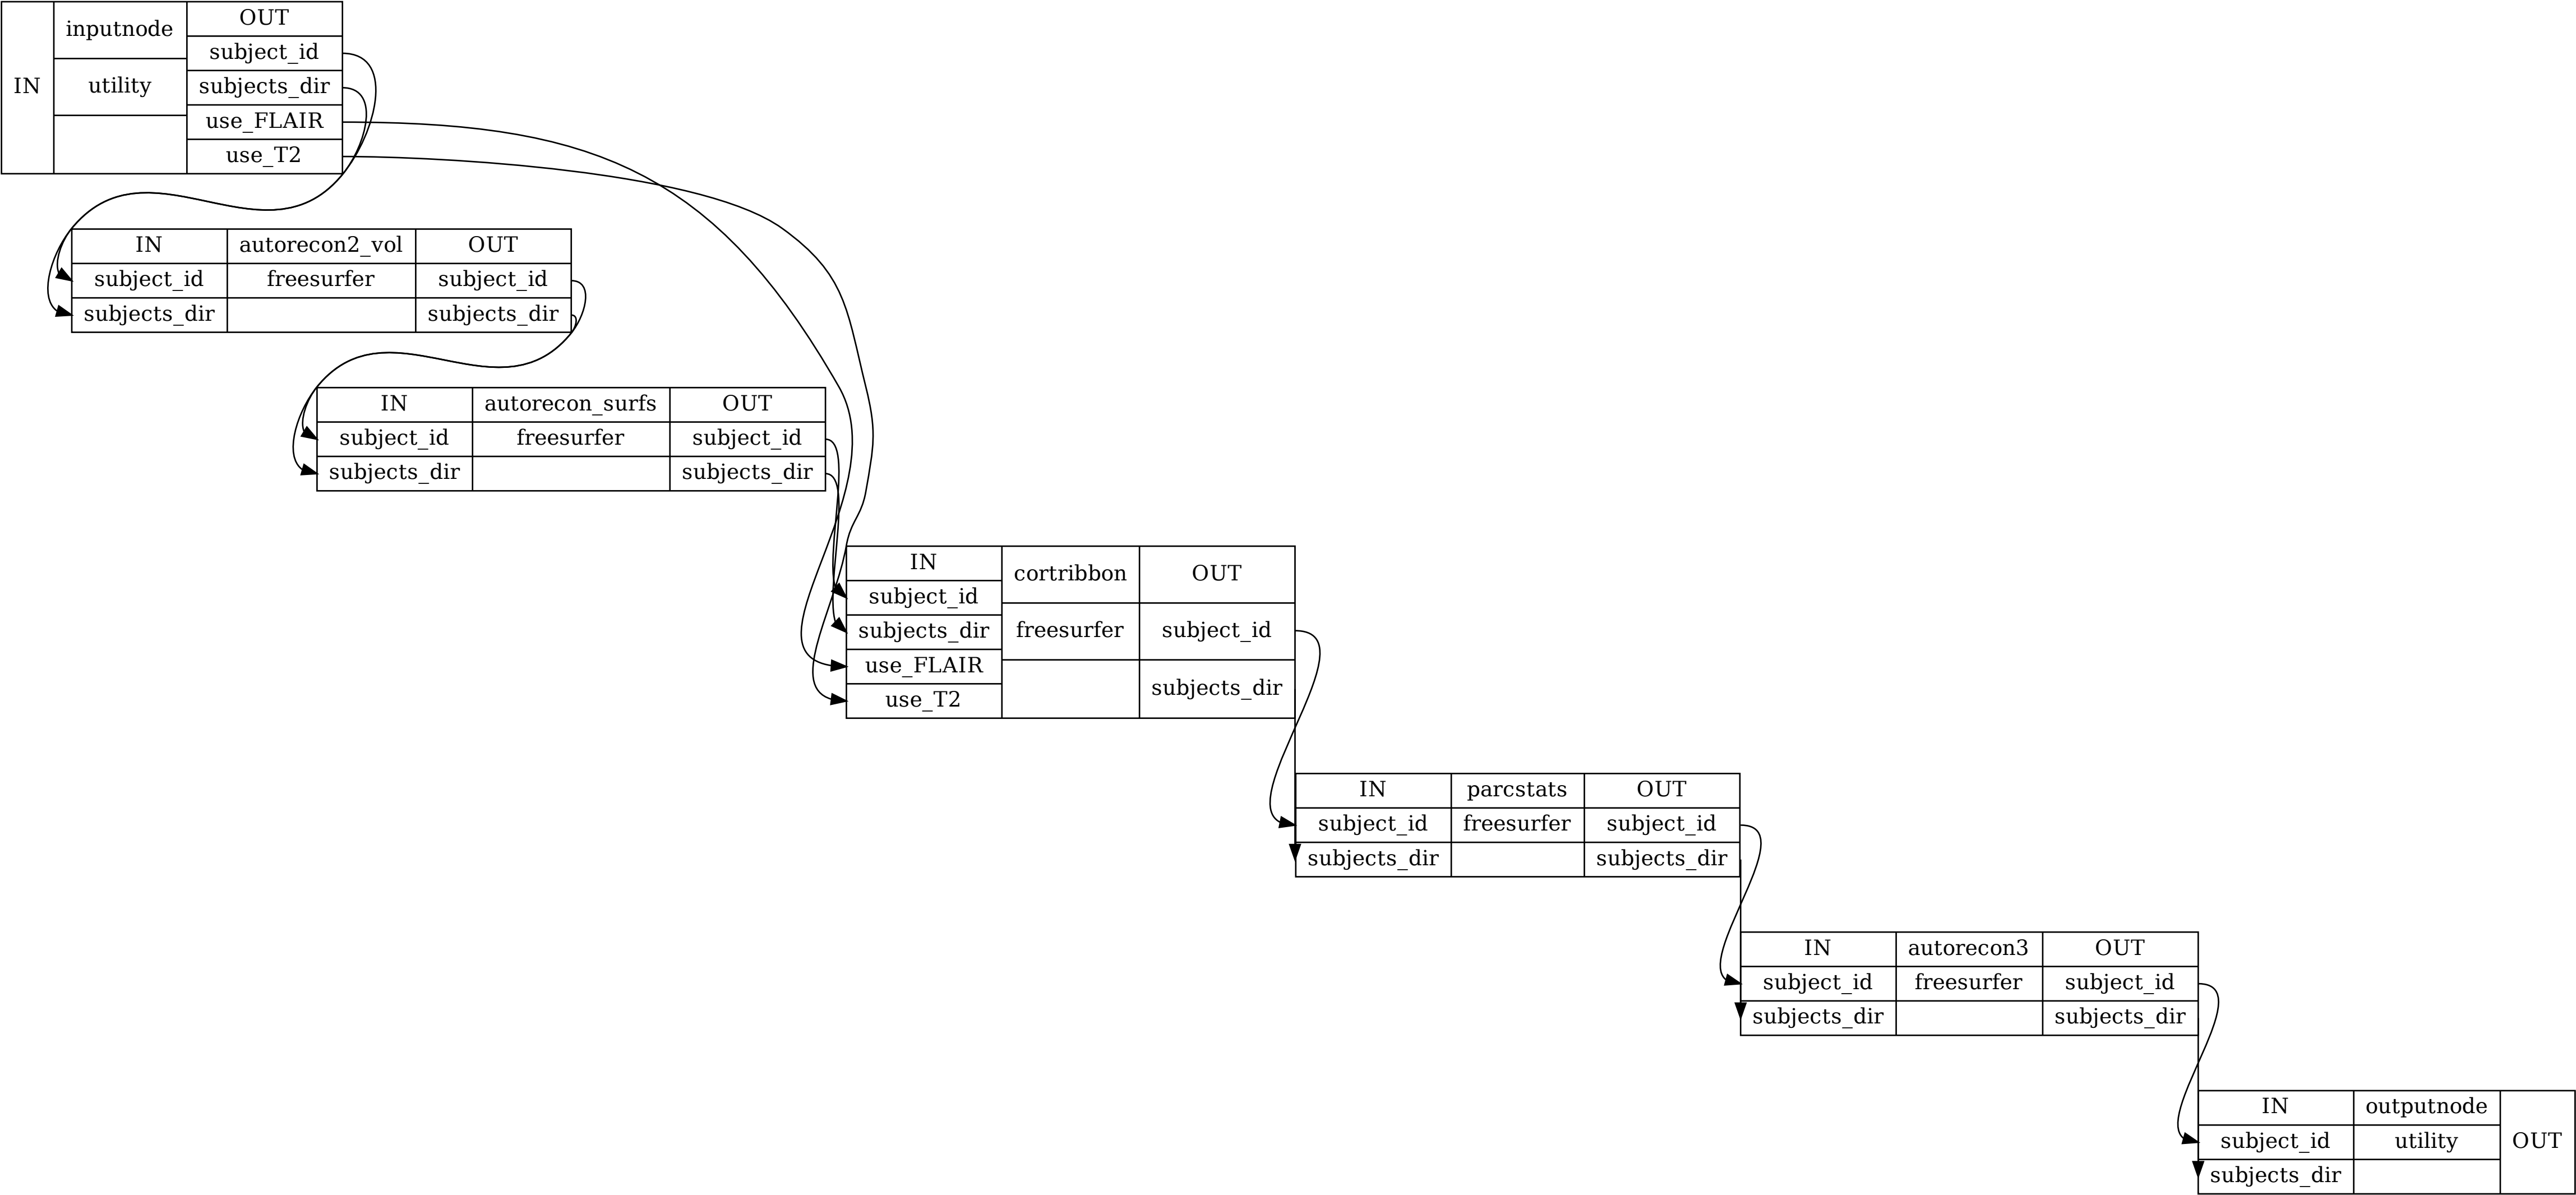 IN
inputnode
utility
OUT
subject_id
subjects_dir
use_FLAIR
use_T2
IN
subject_id
subjects_dir
autorecon2_vol
freesurfer
OUT
subject_id
subjects_dir
IN
subject_id
subjects_dir
autorecon_surfs
freesurfer
OUT
subject_id
subjects_dir
IN
subject_id
subjects_dir
use_FLAIR
use_T2
cortribbon
freesurfer
OUT
subject_id
subjects_dir
IN
subject_id
subjects_dir
parcstats
freesurfer
OUT
subject_id
subjects_dir
IN
subject_id
subjects_dir
autorecon3
freesurfer
OUT
subject_id
subjects_dir
IN
subject_id
subjects_dir
outputnode
utility
OUT